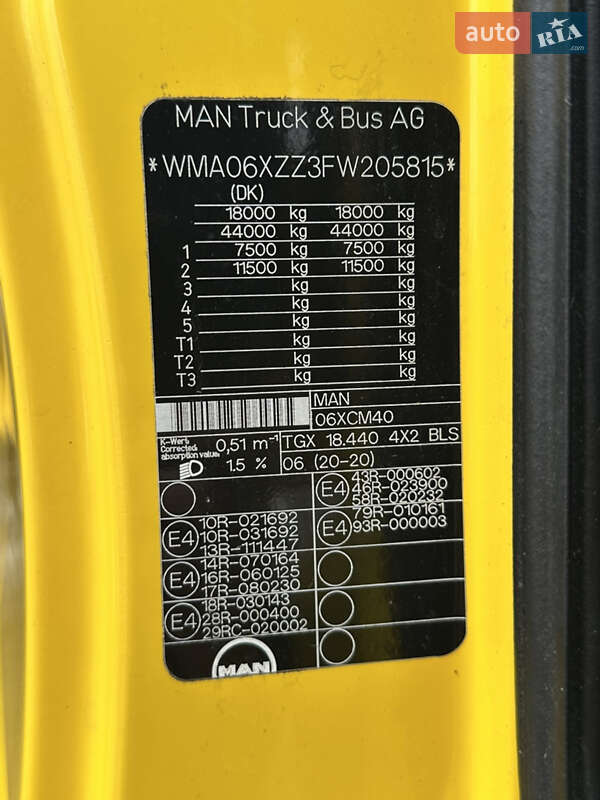 auto RIA .com
MAN Truck & Bus AG
*WMA06XZZ3FW205815*
(DK)
18000 kg 18000 kg
44000 kg 44000 kg
1 7500 kg 7500 kg
2 11500 kg 11500 kg
3 kg kg
4 kg kg
5 kg kg
T1 kg kg
T2 kg kg
T3 kg kg
MAN
06XCM40
K-Wert
Corrected
absorption value
0,51 m⁻¹
TGX 18.440 4X2 BLS
1.5 %
06 (20-20)
E4
43R-000602
46R-023900
58R-020232
E4
79R-010161
93R-000003
E4
10R-021692
10R-031692
13R-111447
E4
14R-070164
16R-060125
17R-080230
E4
18R-030143
28R-000400
29RC-020002
MAN